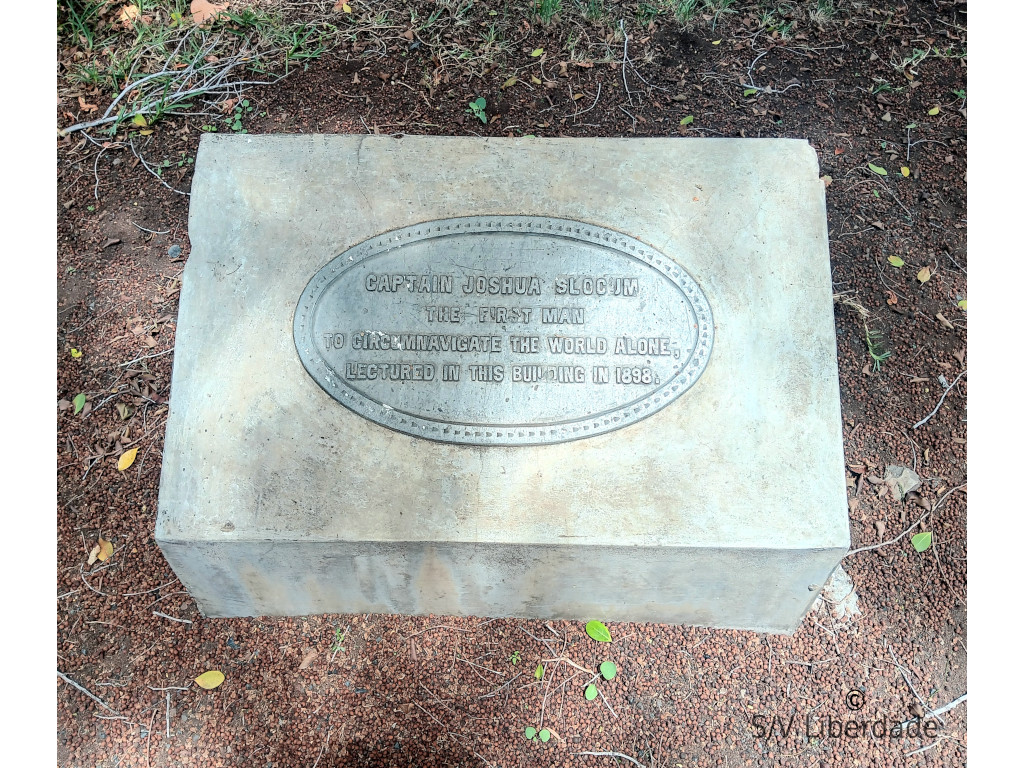 CAPTAIN JOSHUA SLOCUM
THE FIRST MAN
TO CIRCUMNAVIGATE THE WORLD ALONE,
LECTURED IN THIS BUILDING IN 1898.
©
S/V Liberdade